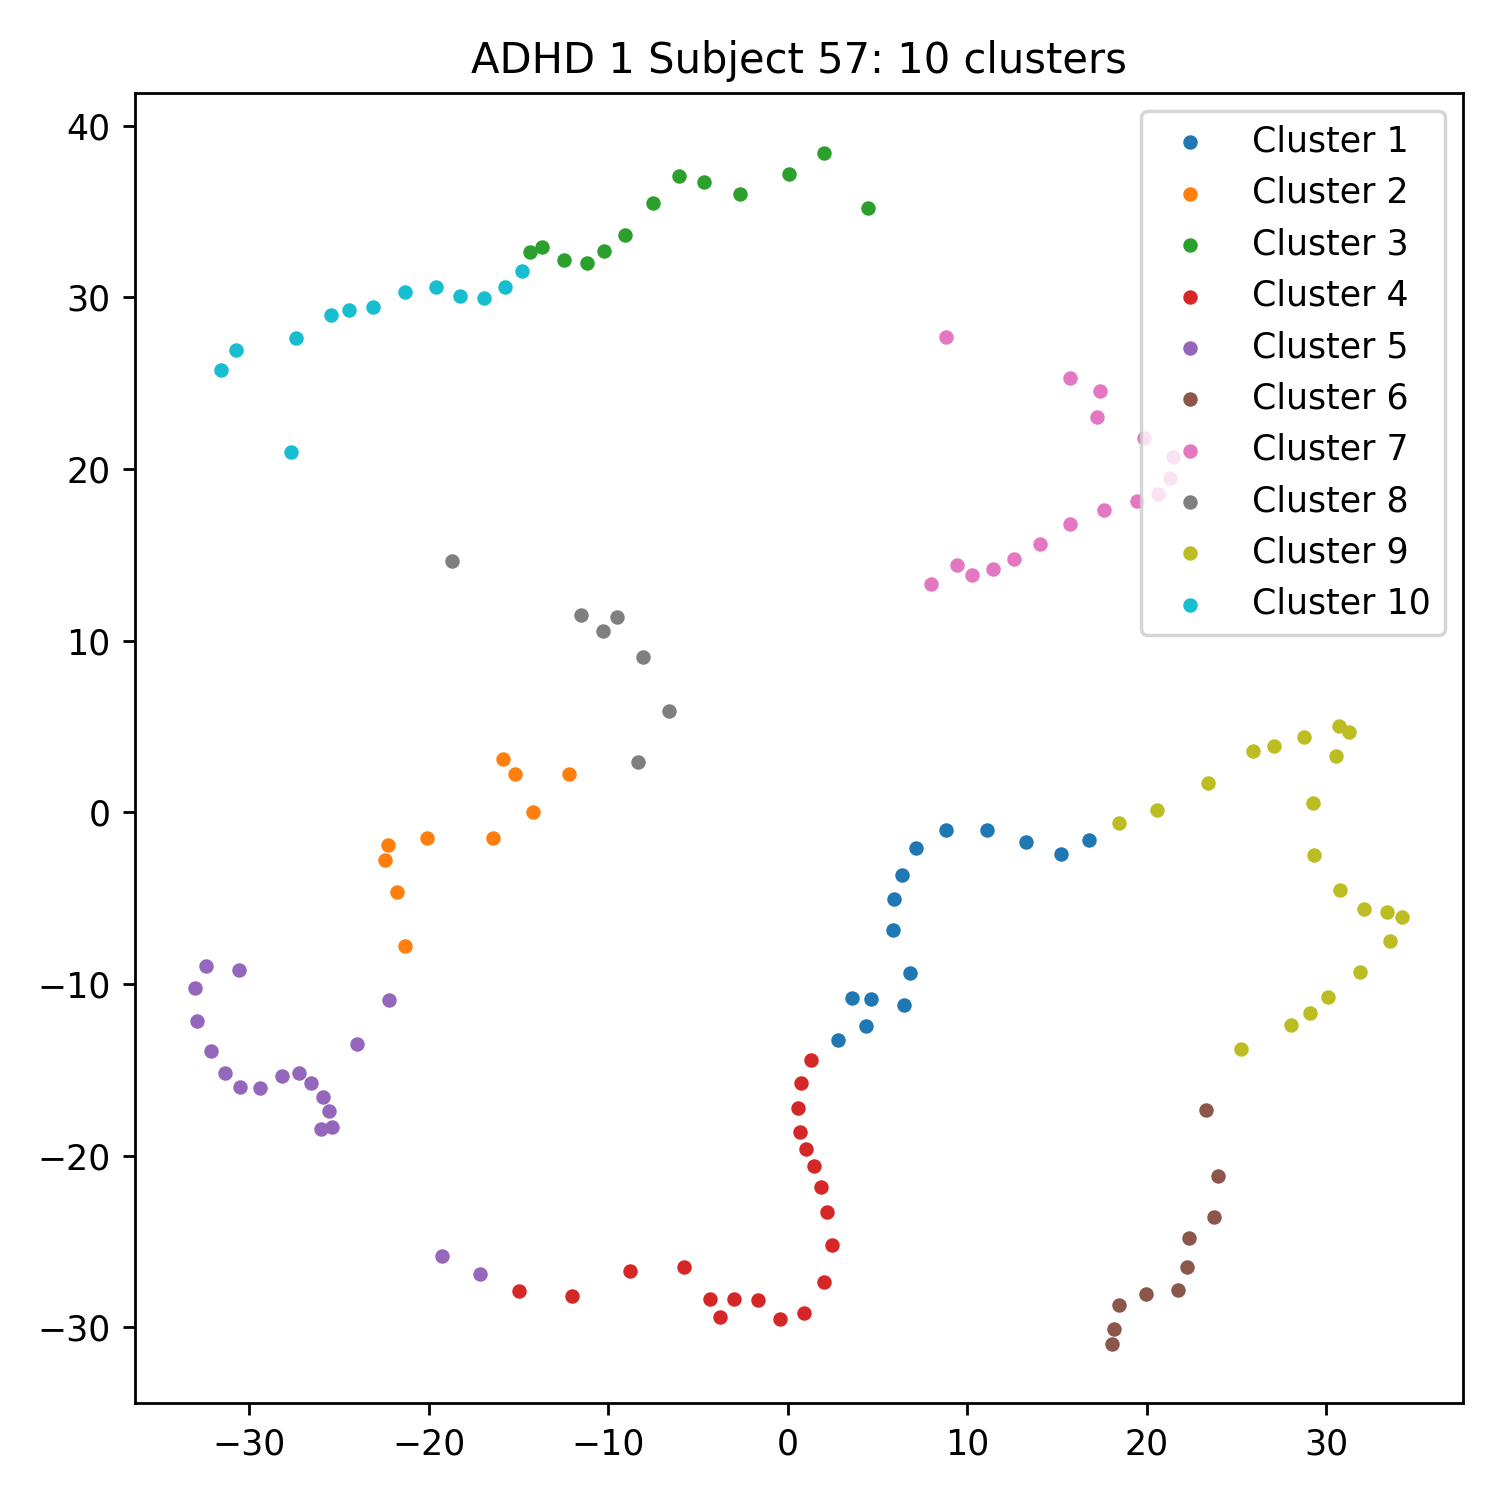 ADHD 1 Subject 57: 10 clusters
40
30
20
10
0
−10
−20
−30
−30
−20
−10
0
10
20
30
Cluster 1
Cluster 2
Cluster 3
Cluster 4
Cluster 5
Cluster 6
Cluster 7
Cluster 8
Cluster 9
Cluster 10